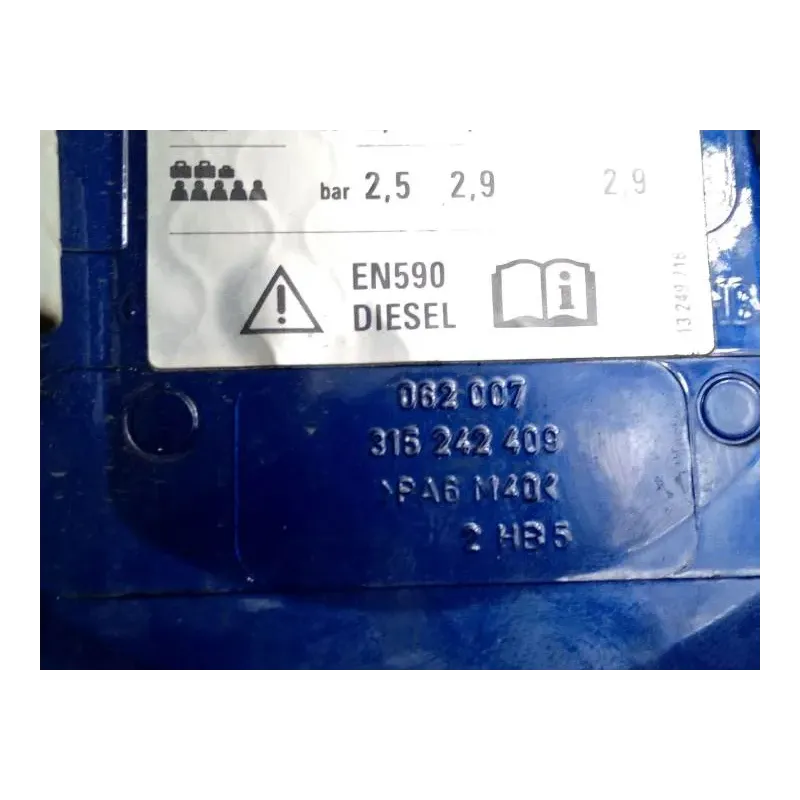 bar 2,5 2,9 2,9
EN590
DIESEL
13 249 716
062 007
315 242 409
>PA6 M40<
2 HB 5